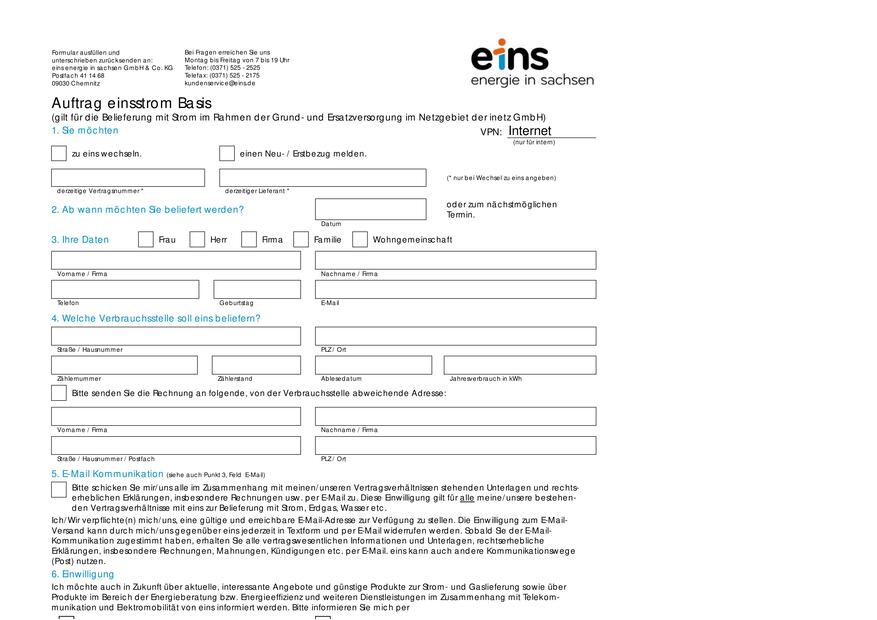 Formular ausfüllen und
unterschrieben zurücksenden an:
eins energie in sachsen GmbH & Co. KG
Postfach 41 14 68
09030 Chemnitz
Bei Fragen erreichen Sie uns
Montag bis Freitag von 7 bis 19 Uhr
Telefon: (0371) 525 - 2525
Telefax: (0371) 525 - 2175
kundenservice@eins.de
eins
energie in sachsen
Auftrag einsstrom Basis
(gilt für die Belieferung mit Strom im Rahmen der Grund- und Ersatzversorgung im Netzgebiet der inetz GmbH)
1. Sie möchten
VPN: Internet
(nur für intern)
zu eins wechseln.
einen Neu- / Erstbezug melden.
(* nur bei Wechsel zu eins angeben)
derzeitige Vertragsnummer *
derzeitiger Lieferant *
2. Ab wann möchten Sie beliefert werden?
oder zum nächstmöglichen
Termin.
Datum
3. Ihre Daten Frau Herr Firma Familie Wohngemeinschaft
Vorname / Firma
Nachname / Firma
Telefon
Geburtstag
E-Mail
4. Welche Verbrauchsstelle soll eins beliefern?
Straße / Hausnummer
PLZ/ Ort
Zählernummer
Zählerstand
Ablesedatum
Jahresverbrauch in kWh
Bitte senden Sie die Rechnung an folgende, von der Verbrauchsstelle abweichende Adresse:
Vorname / Firma
Nachname / Firma
Straße / Hausnummer / Postfach
PLZ/ Ort
5. E-Mail Kommunikation (siehe auch Punkt 3, Feld E-Mail)
Bitte schicken Sie mir/uns alle im Zusammenhang mit meinen/unseren Vertragsverhältnissen stehenden Unterlagen und rechts-
erheblichen Erklärungen, insbesondere Rechnungen usw. per E-Mail zu. Diese Einwilligung gilt für alle meine/unsere bestehen-
den Vertragsverhältnisse mit eins zur Belieferung mit Strom, Erdgas, Wasser etc.
Ich/Wir verpflichte(n) mich/uns, eine gültige und erreichbare E-Mail-Adresse zur Verfügung zu stellen. Die Einwilligung zum E-Mail-
Versand kann durch mich/uns gegenüber eins jederzeit in Textform und per E-Mail widerrufen werden. Sobald Sie der E-Mail-
Kommunikation zugestimmt haben, erhalten Sie alle vertragswesentlichen Informationen und Unterlagen, rechtserhebliche
Erklärungen, insbesondere Rechnungen, Mahnungen, Kündigungen etc. per E-Mail. eins kann auch andere Kommunikationswege
(Post) nutzen.
6. Einwilligung
Ich möchte auch in Zukunft über aktuelle, interessante Angebote und günstige Produkte zur Strom- und Gaslieferung sowie über
Produkte im Bereich der Energieberatung bzw. Energieeffizienz und weiteren Dienstleistungen im Zusammenhang mit Telekom-
munikation und Elektromobilität von eins informiert werden. Bitte informieren Sie mich per